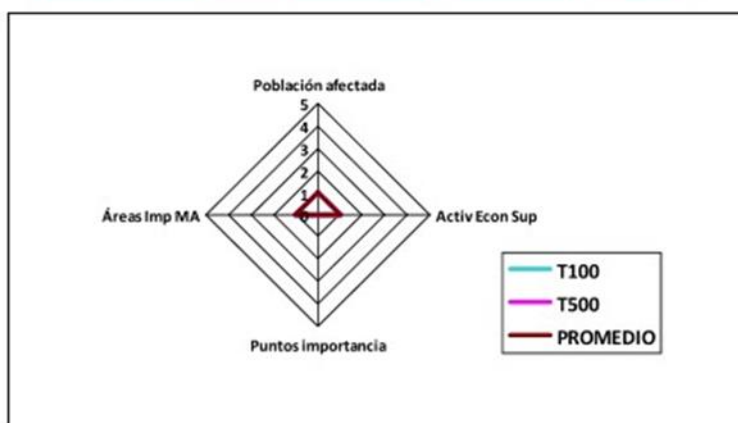 Población afectada
5
4
3
2
1
0
Áreas Imp MA
Activ Econ Sup
Puntos importancia
T100
T500
PROMEDIO